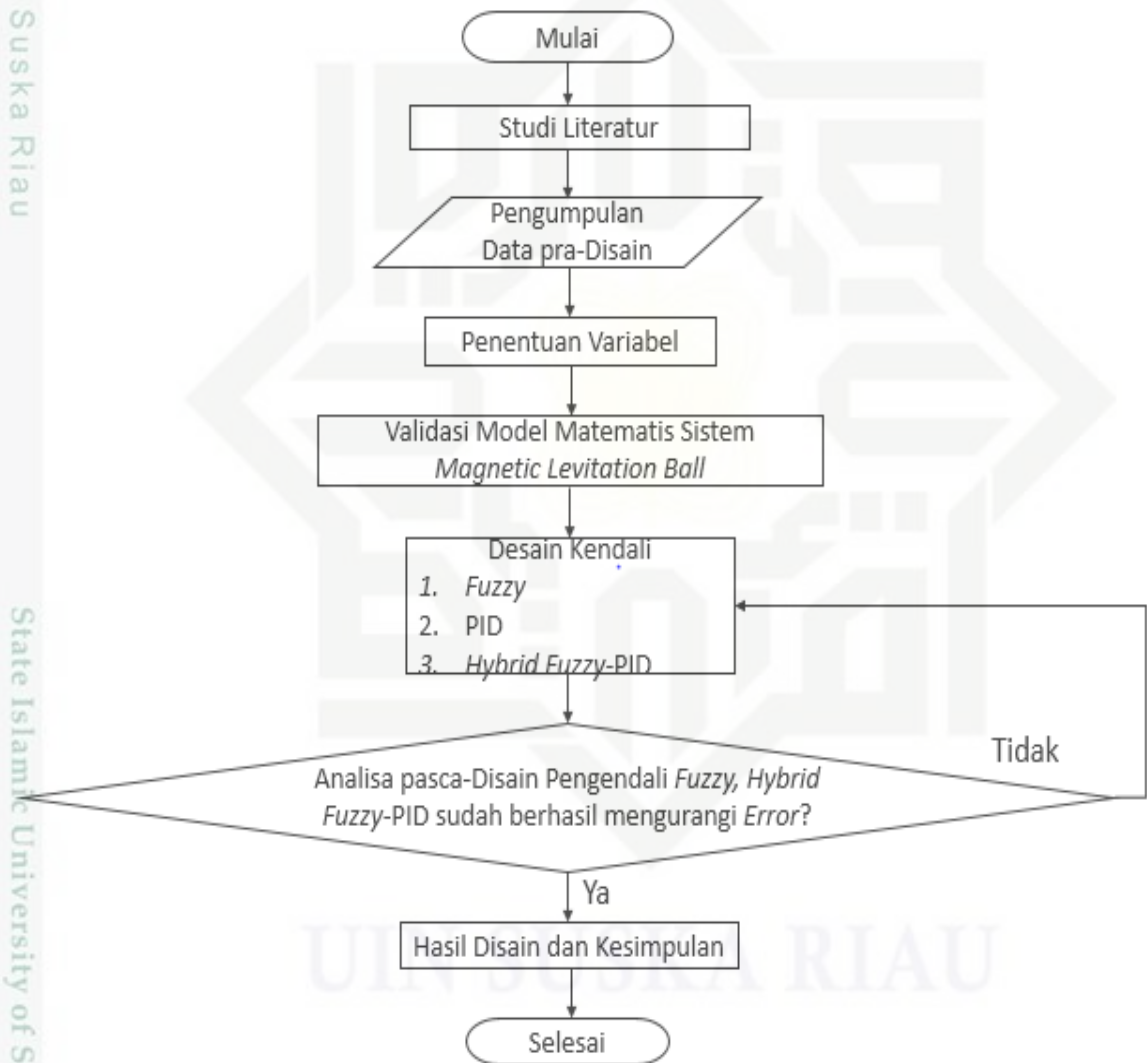 Suska Riau
State Islamic University of S
Mulai
Studi Literatur
Pengumpulan
Data pra-Disain
Penentuan Variabel
Validasi Model Matematis Sistem
Magnetic Levitation Ball
Desain Kendali
1. Fuzzy
2. PID
3. Hybrid Fuzzy-PID
Analisa pasca-Disain Pengendali Fuzzy, Hybrid
Fuzzy-PID sudah berhasil mengurangi Error?
Tidak
Ya
Hasil Disain dan Kesimpulan
UIN SUSKA RIAU
Selesai